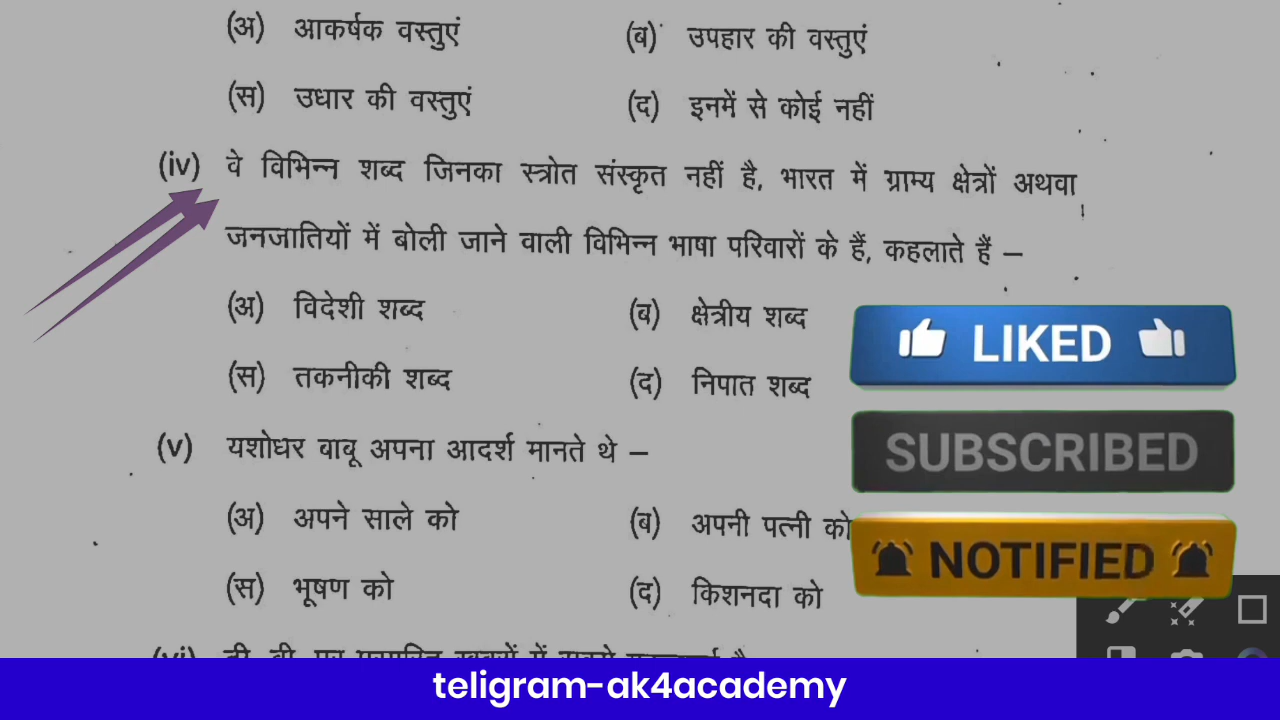 (अ) आकर्षक वस्तुएं (ब) उपहार की वस्तुएं
(स) उधार की वस्तुएं (द) इनमें से कोई नहीं
(iv) वे विभिन्न शब्द जिनका स्त्रोत संस्कृत नहीं है, भारत में ग्राम्य क्षेत्रों अथवा
जनजातियों में बोली जाने वाली विभिन्न भाषा परिवारों के हैं, कहलाते हैं –
(अ) विदेशी शब्द (ब) क्षेत्रीय शब्द
(स) तकनीकी शब्द (द) निपात शब्द
(v) यशोधर बाबू अपना आदर्श मानते थे –
(अ) अपने साले को (ब) अपनी पत्नी को
(स) भूषण को (द) किशनदा को
LIKED
SUBSCRIBED
NOTIFIED
teligram-ak4academy